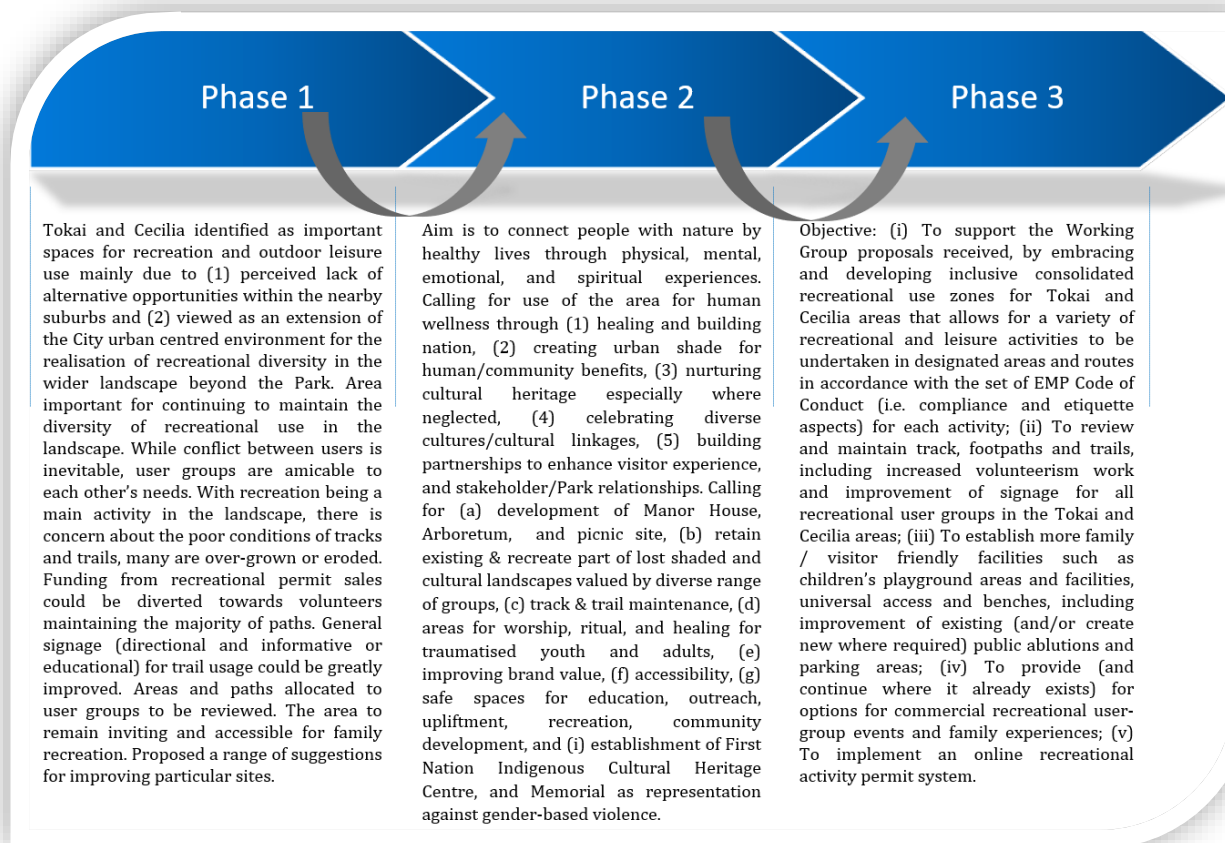 Phase 1
Phase 2
Phase 3
Tokai and Cecilia identified as important
spaces for recreation and outdoor leisure
use mainly due to (1) perceived lack of
alternative opportunities within the nearby
suburbs and (2) viewed as an extension of
the City urban centred environment for the
realisation of recreational diversity in the
wider landscape beyond the Park. Area
important for continuing to maintain the
diversity of recreational use in the
landscape. While conflict between users is
inevitable, user groups are amicable to
each other’s needs. With recreation being a
main activity in the landscape, there is
concern about the poor conditions of tracks
and trails, many are over-grown or eroded.
Funding from recreational permit sales
could be diverted towards volunteers
maintaining the majority of paths. General
signage (directional and informative or
educational) for trail usage could be greatly
improved. Areas and paths allocated to
user groups to be reviewed. The area to
remain inviting and accessible for family
recreation. Proposed a range of suggestions
for improving particular sites.
Aim is to connect people with nature by
healthy lives through physical, mental,
emotional, and spiritual experiences.
Calling for use of the area for human
wellness through (1) healing and building
nation, (2) creating urban shade for
human/community benefits, (3) nurturing
cultural heritage especially where
neglected, (4) celebrating diverse
cultures/cultural linkages, (5) building
partnerships to enhance visitor experience,
and stakeholder/Park relationships. Calling
for (a) development of Manor House,
Arboretum, and picnic site, (b) retain
existing & recreate part of lost shaded and
cultural landscapes valued by diverse range
of groups, (c) track & trail maintenance, (d)
areas for worship, ritual, and healing for
traumatised youth and adults, (e)
improving brand value, (f) accessibility, (g)
safe spaces for education, outreach,
upliftment, recreation, community
development, and (i) establishment of First
Nation Indigenous Cultural Heritage
Centre, and Memorial as representation
against gender-based violence.
Objective: (i) To support the Working
Group proposals received, by embracing
and developing inclusive consolidated
recreational use zones for Tokai and
Cecilia areas that allows for a variety of
recreational and leisure activities to be
undertaken in designated areas and routes
in accordance with the set of EMP Code of
Conduct (i.e. compliance and etiquette
aspects) for each activity; (ii) To review
and maintain track, footpaths and trails,
including increased volunteerism work
and improvement of signage for all
recreational user groups in the Tokai and
Cecilia areas; (iii) To establish more family
/ visitor friendly facilities such as
children’s playground areas and facilities,
universal access and benches, including
improvement of existing (and/or create
new where required) public ablutions and
parking areas; (iv) To provide (and
continue where it already exists) for
options for commercial recreational user-
group events and family experiences; (v)
To implement an online recreational
activity permit system.